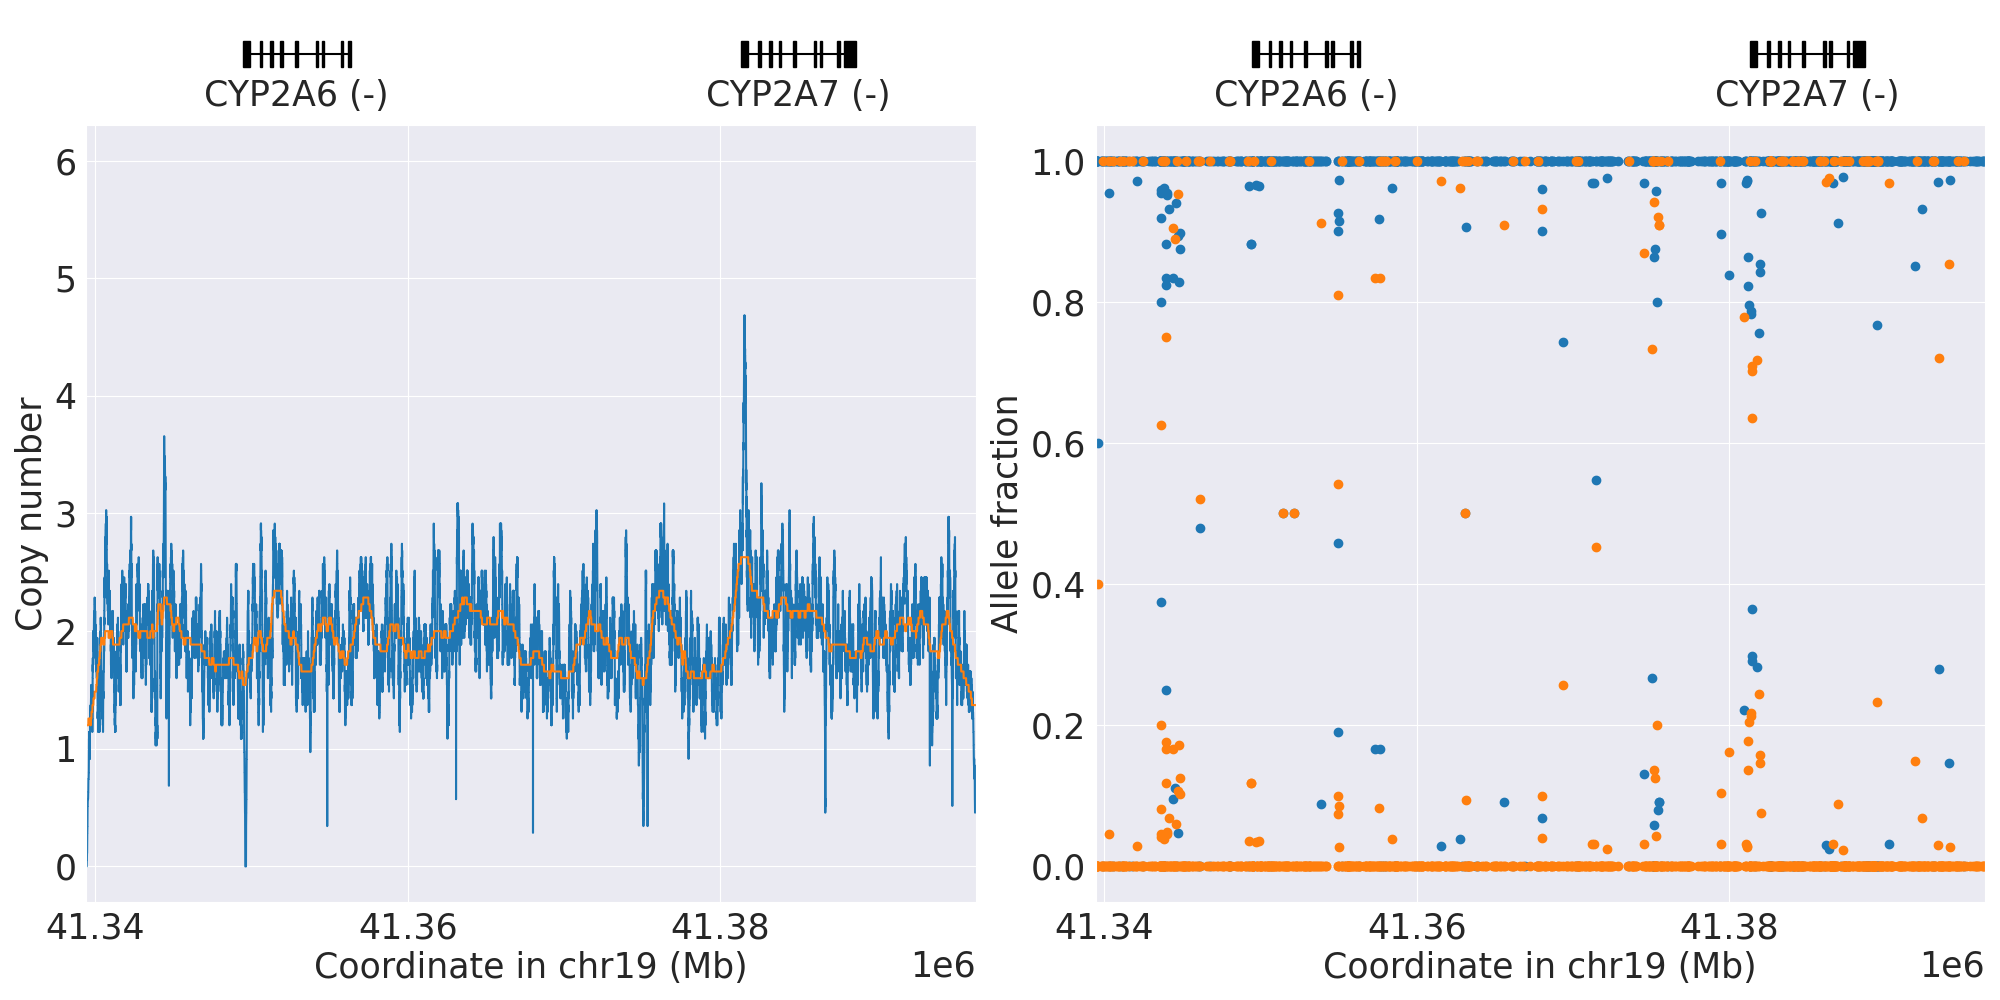 CYP2A6 (-)
CYP2A7 (-)
6
5
4
3
2
1
0
Copy number
41.34
41.36
41.38
Coordinate in chr19 (Mb)
1e6
CYP2A6 (-)
CYP2A7 (-)
1.0
0.8
0.6
0.4
0.2
0.0
Allele fraction
41.34
41.36
41.38
Coordinate in chr19 (Mb)
1e6